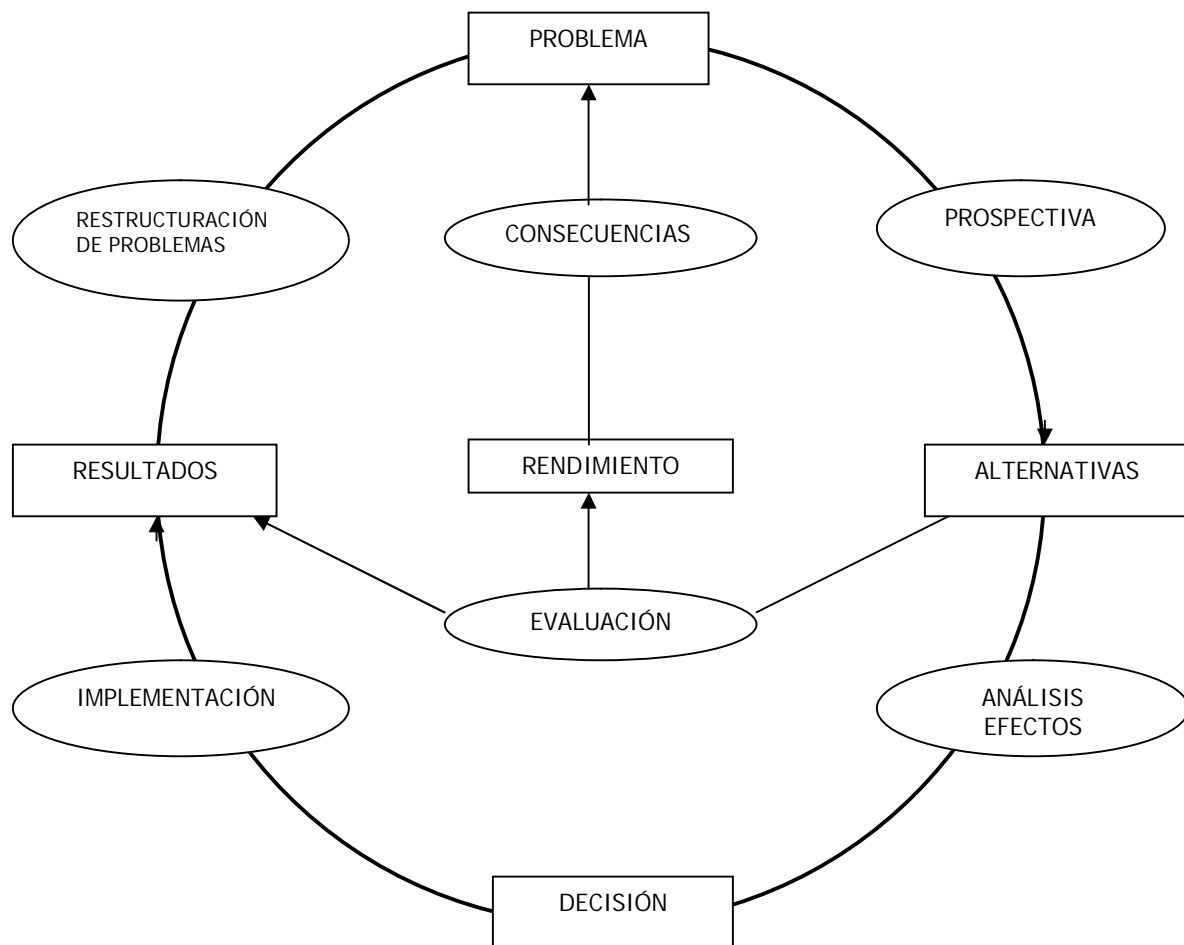 PROBLEMA
RESTRUCTURACIÓN
DE PROBLEMAS
CONSECUENCIAS
PROSPECTIVA
RESULTADOS
RENDIMIENTO
ALTERNATIVAS
EVALUACIÓN
IMPLEMENTACIÓN
ANÁLISIS
EFECTOS
DECISIÓN